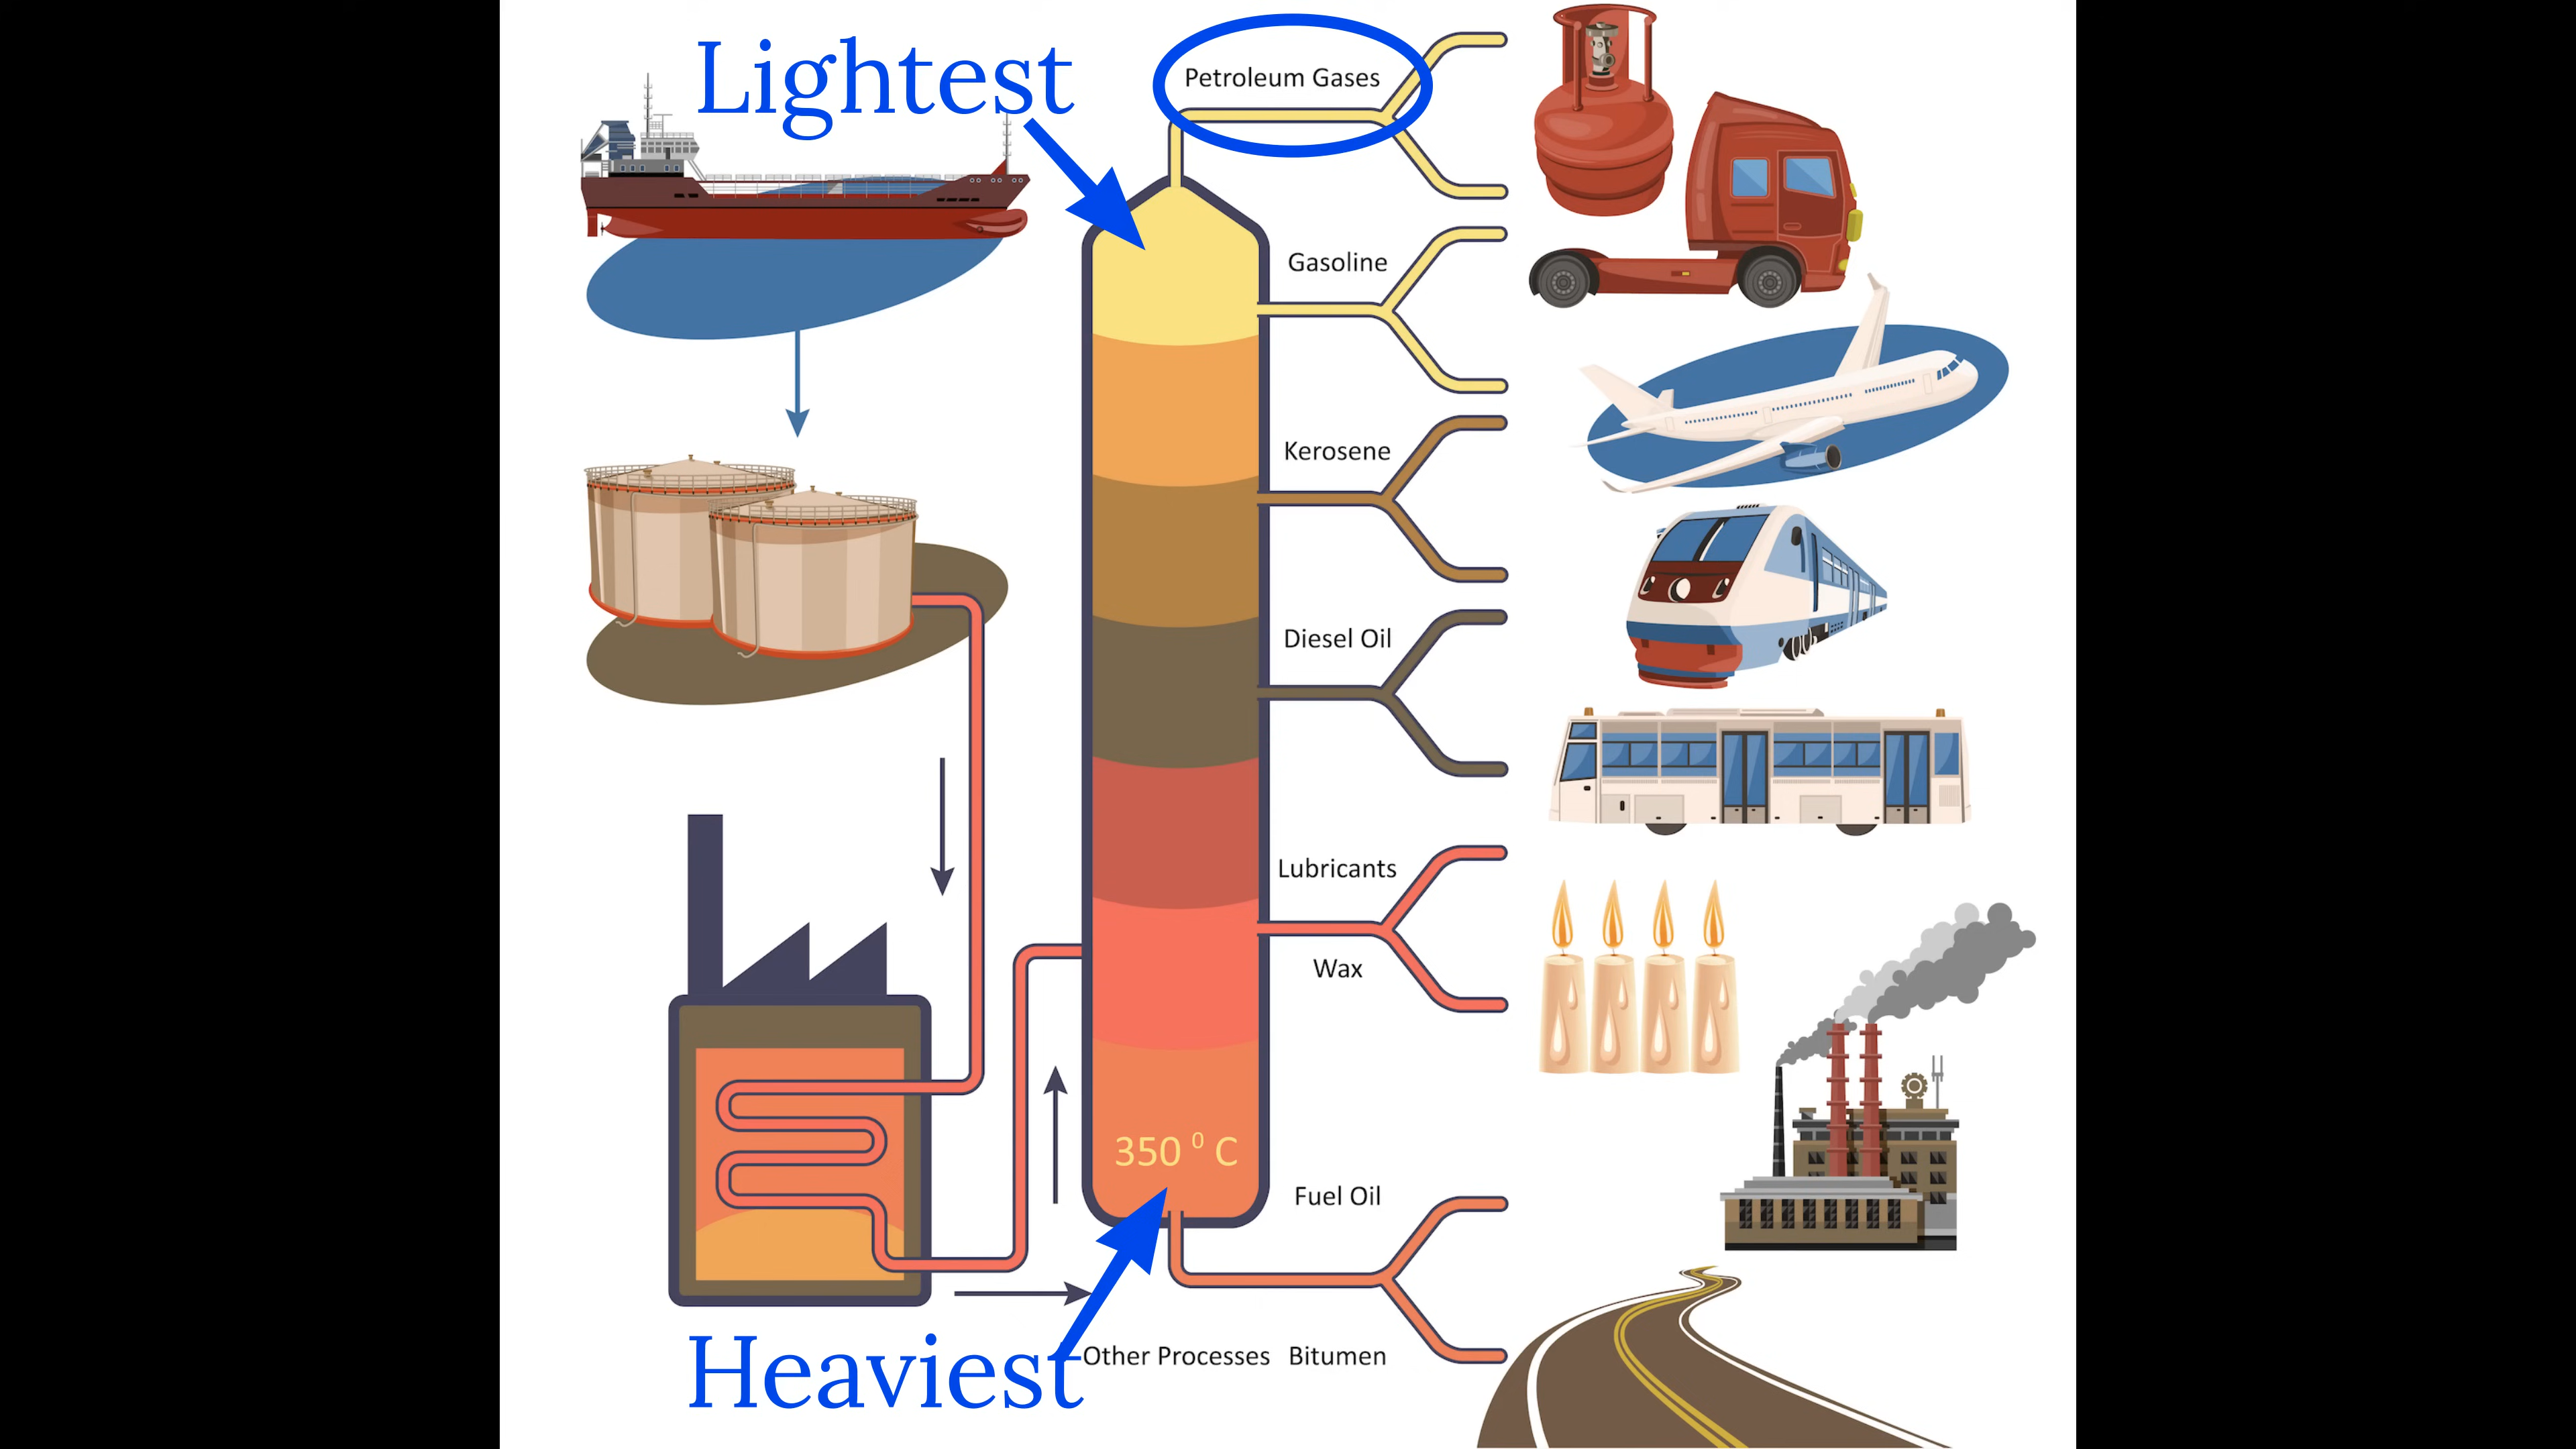 Lightest
Petroleum Gases
Gasoline
Kerosene
Diesel Oil
Lubricants
Wax
350 ⁰ C
Fuel Oil
Heaviest
Other Processes Bitumen